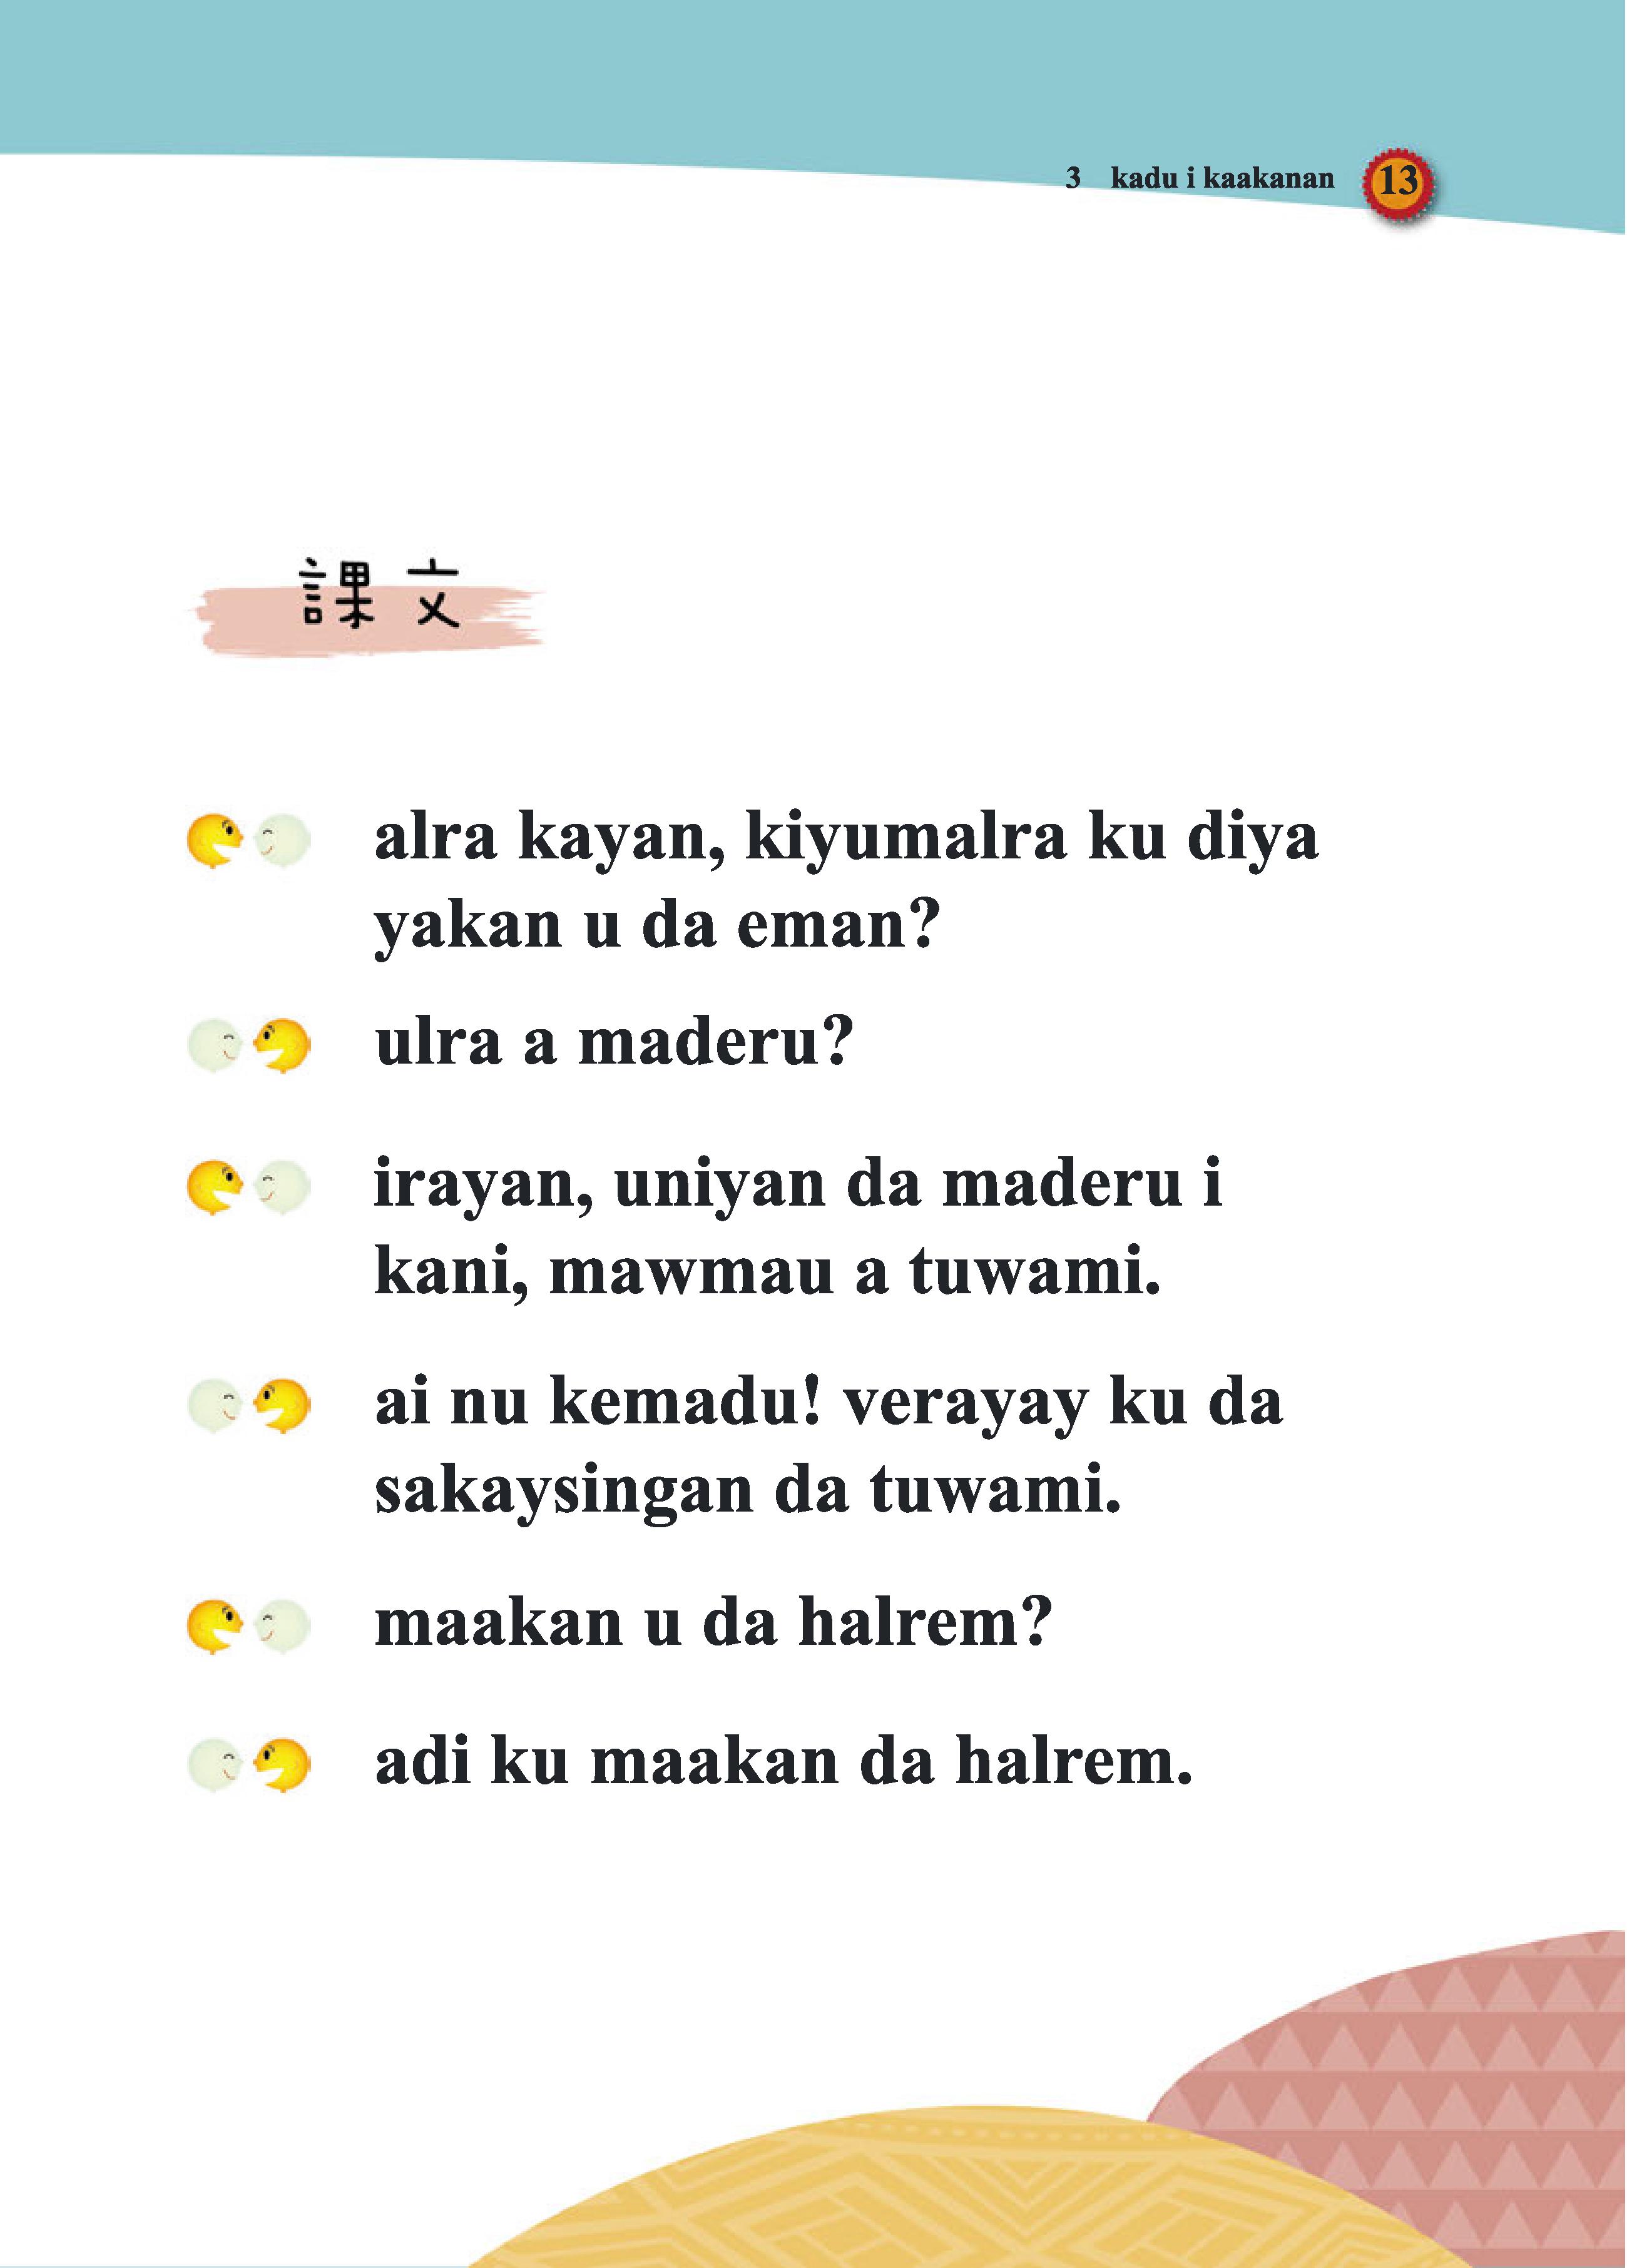 3 kadu i kaakanan 13
課文
alra kayan, kiyumalra ku diya
yakan u da eman?
ulra a maderu?
irayan, uniyan da maderu i
kani, mawmau a tuwami.
ai nu kemadu! verayay ku da
sakaysingan da tuwami.
maakan u da halrem?
adi ku maakan da halrem.